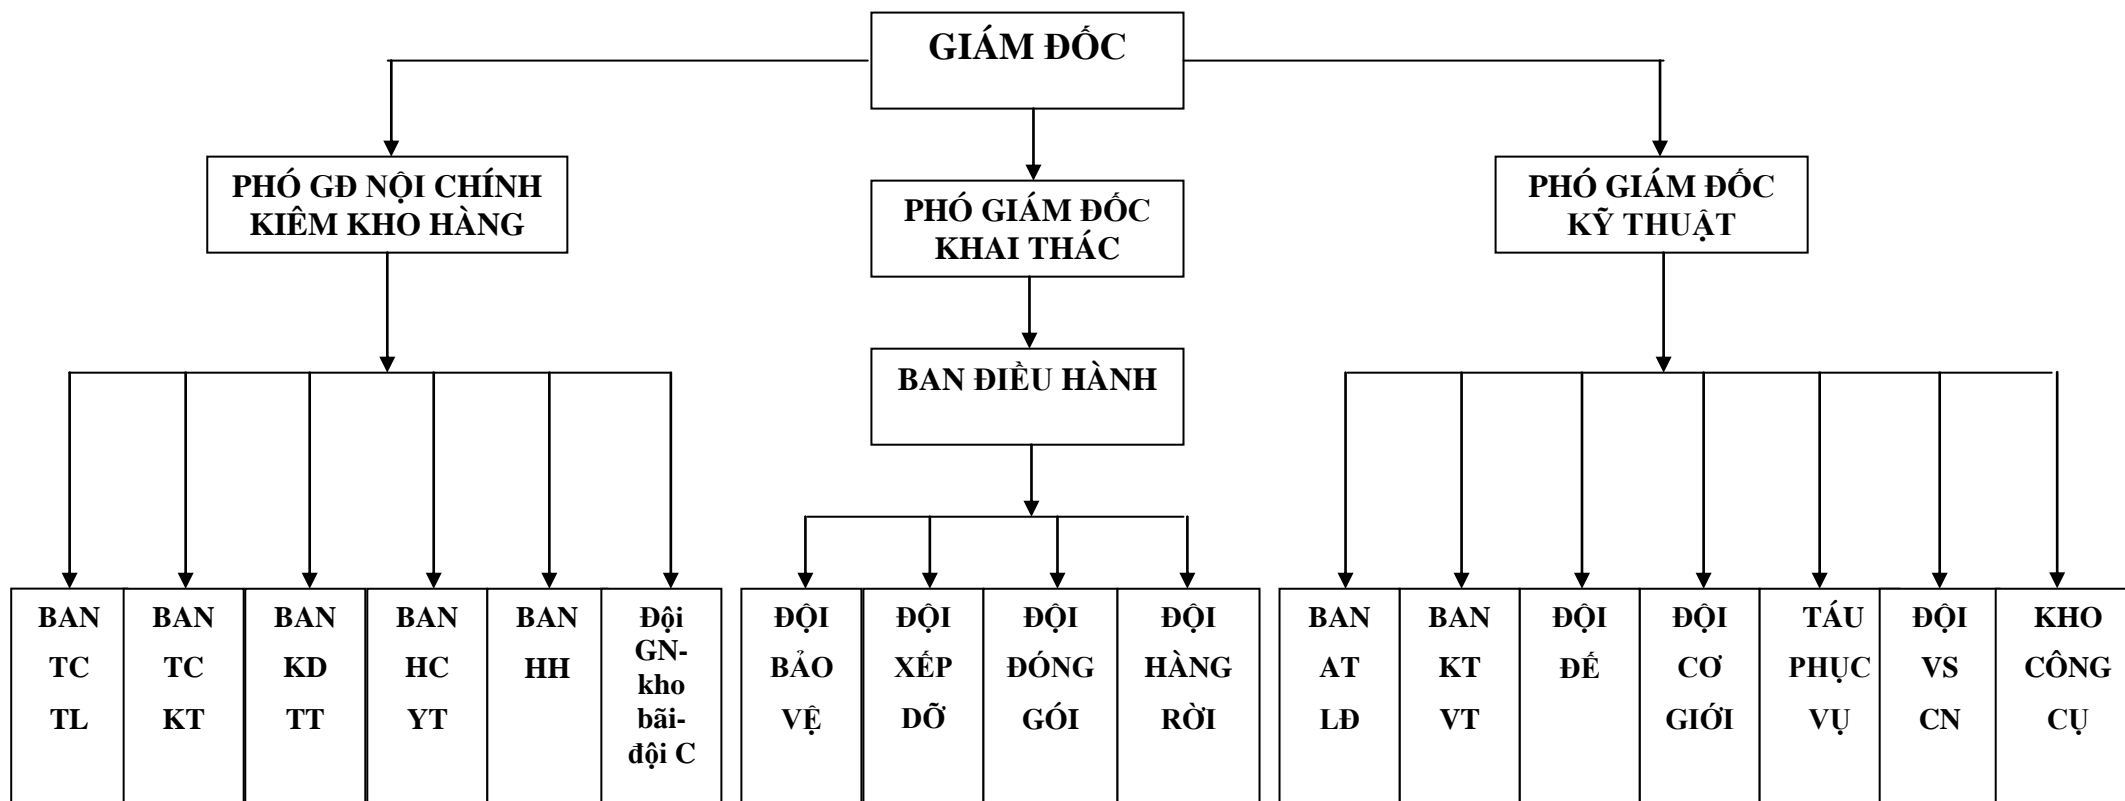 GIÁM ĐỐC
PHÓ GĐ NỘI CHÍNH
KIÊM KHO HÀNG
PHÓ GIÁM ĐỐC
KHAI THÁC
PHÓ GIÁM ĐỐC
KỸ THUẬT
BAN ĐIỀU HÀNH
BAN
TC
TL
BAN
TC
KT
BAN
KD
TT
BAN
HC
YT
BAN
HH
Đội
GN-
kho
bãi-
đội C
ĐỘI
BẢO
VỆ
ĐỘI
XẾP
DỠ
ĐỘI
ĐÓNG
GÓI
ĐỘI
HÀNG
RỜI
BAN
AT
LĐ
BAN
KT
VT
ĐỘI
ĐẾ
ĐỘI
CƠ
GIỚI
TÁU
PHỤC
VỤ
ĐỘI
VS
CN
KHO
CÔNG
CỤ